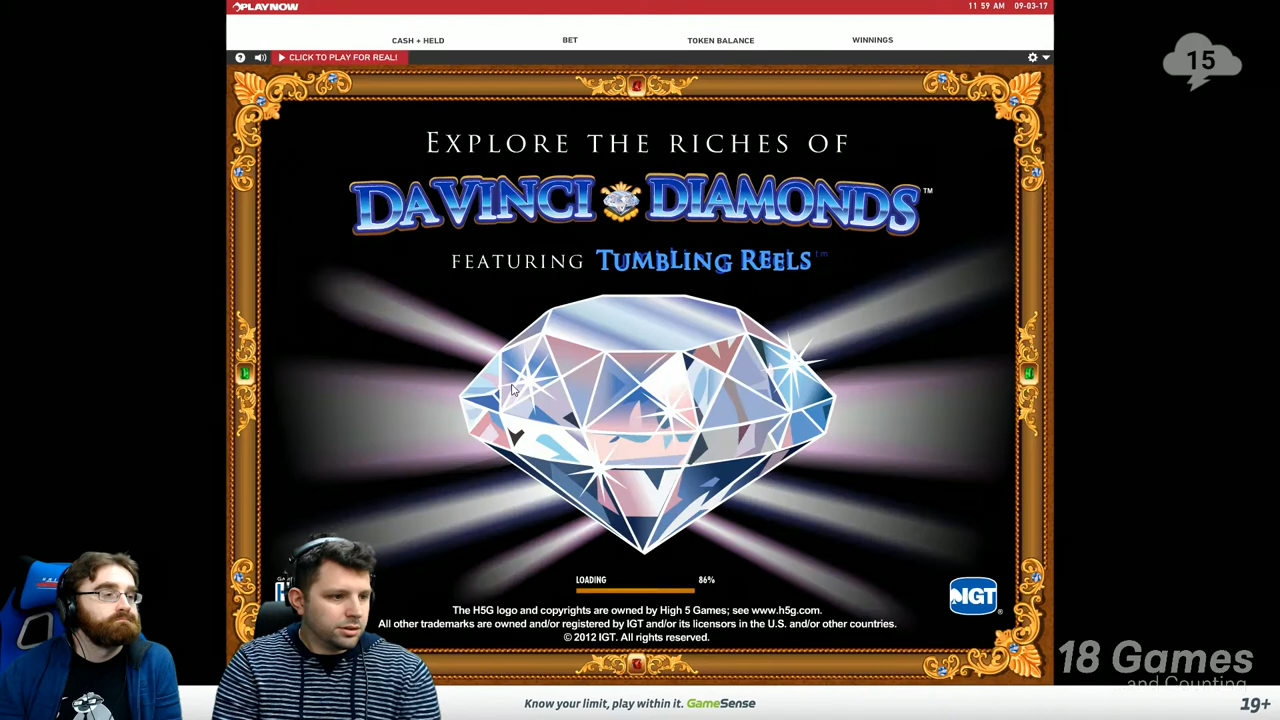 PLAYNOW
11 59 AM 09-03-17
CASH + HELD BET TOKEN BALANCE WINNINGS
? CLICK TO PLAY FOR REAL!
15
EXPLORE THE RICHES OF
DAVINCI DIAMONDS™
FEATURING TUMBLING REELS™
LOADING 86%
The H5G logo and copyrights are owned by High 5 Games; see www.h5g.com.
All other trademarks are owned and/or registered by IGT and/or its licensors in the U.S. and/or other countries.
© 2012 IGT. All rights reserved.
IGT®
18 Games
and Counting
Know your limit, play within it. GameSense
19+